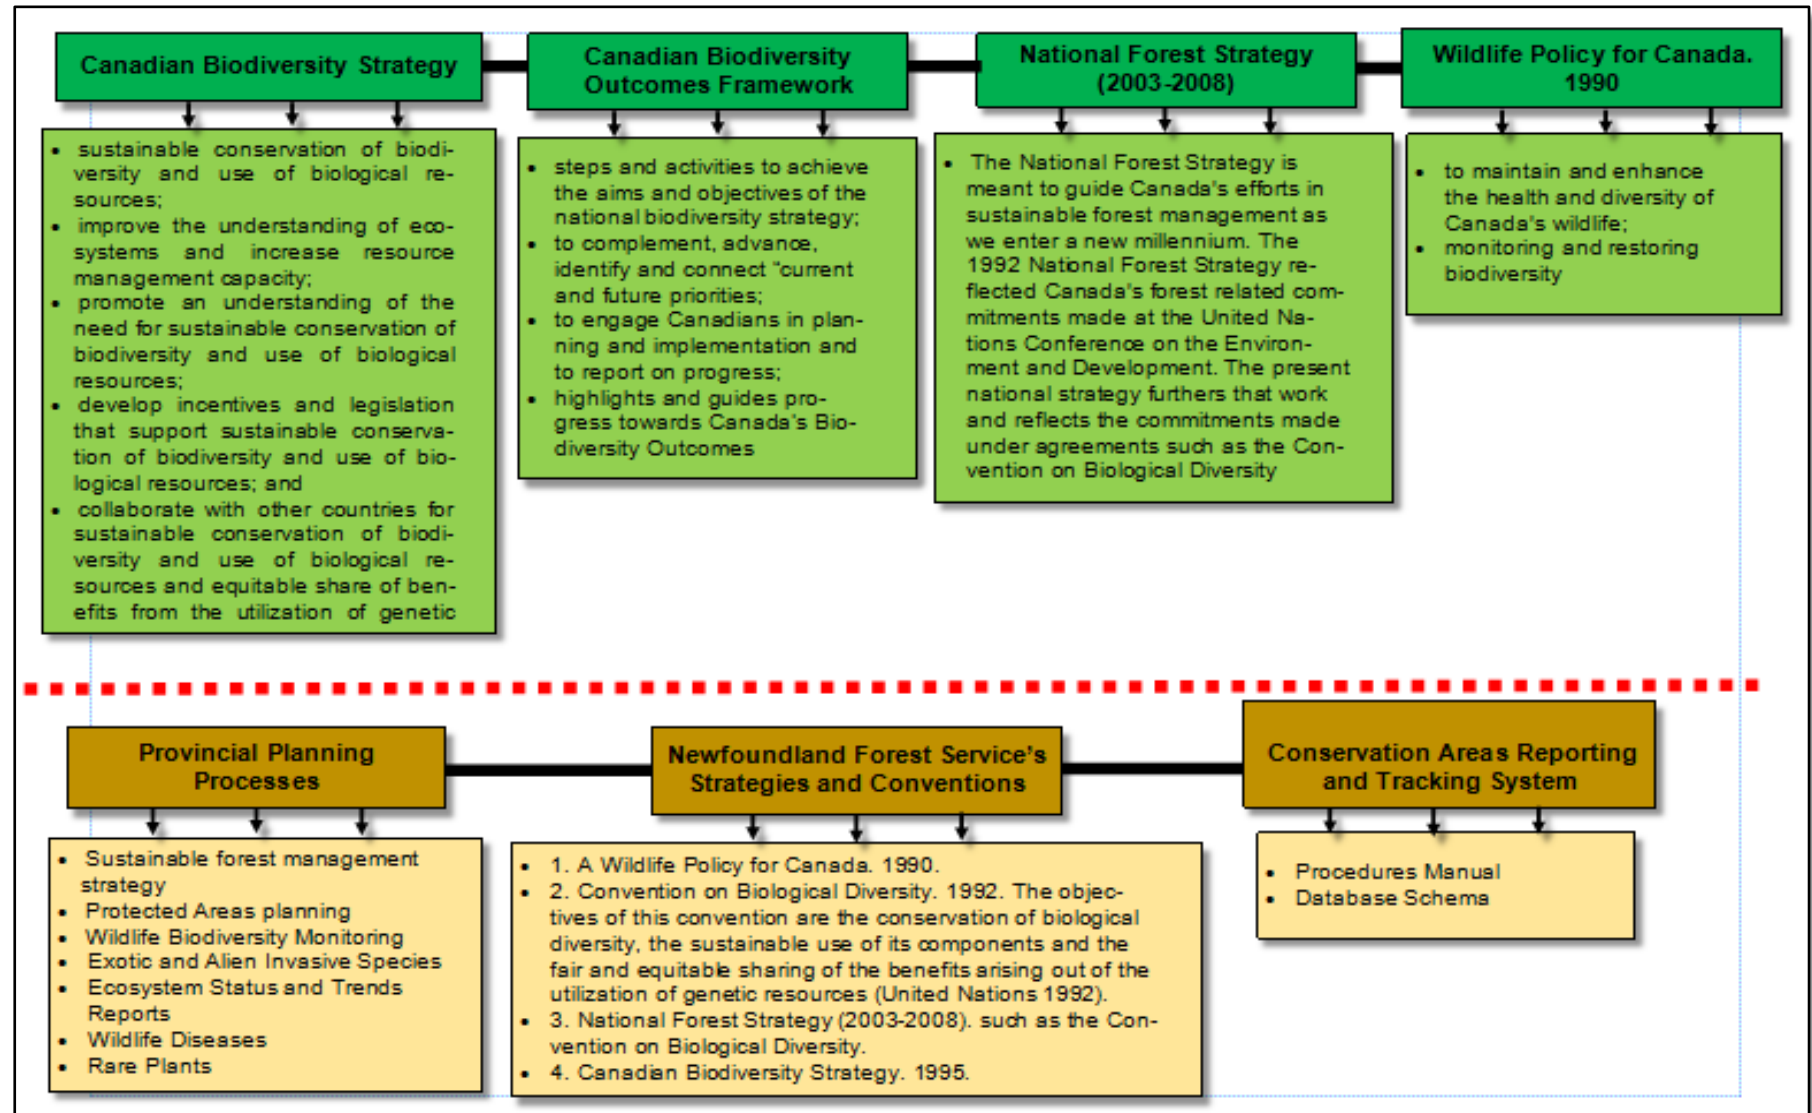 Canadian Biodiversity Strategy
• sustainable conservation of biodi-
versity and use of biological re-
sources;
• improve the understanding of eco-
systems and increase resource
management capacity;
• promote an understanding of the
need for sustainable conservation of
biodiversity and use of biological
resources;
• develop incentives and legislation
that support sustainable conserva-
tion of biodiversity and use of bio-
logical resources; and
• collaborate with other countries for
sustainable conservation of biodi-
versity and use of biological re-
sources and equitable share of ben-
efits from the utilization of genetic
Canadian Biodiversity
Outcomes Framework
• steps and activities to achieve
the aims and objectives of the
national biodiversity strategy;
• to complement, advance,
identify and connect “current
and future priorities;
• to engage Canadians in plan-
ning and implementation and
to report on progress;
• highlights and guides pro-
gress towards Canada's Bio-
diversity Outcomes
National Forest Strategy
(2003-2008)
• The National Forest Strategy is
meant to guide Canada's efforts in
sustainable forest management as
we enter a new millennium. The
1992 National Forest Strategy re-
flected Canada's forest related com-
mitments made at the United Na-
tions Conference on the Environ-
ment and Development. The present
national strategy furthers that work
and reflects the commitments made
under agreements such as the Con-
vention on Biological Diversity
Wildlife Policy for Canada.
1990
• to maintain and enhance
the health and diversity of
Canada's wildlife;
• monitoring and restoring
biodiversity
Provincial Planning
Processes
• Sustainable forest management
strategy
• Protected Areas planning
• Wildlife Biodiversity Monitoring
• Exotic and Alien Invasive Species
• Ecosystem Status and Trends
Reports
• Wildlife Diseases
• Rare Plants
Newfoundland Forest Service's
Strategies and Conventions
• 1. A Wildlife Policy for Canada. 1990.
• 2. Convention on Biological Diversity. 1992. The objec-
tives of this convention are the conservation of biological
diversity, the sustainable use of its components and the
fair and equitable sharing of the benefits arising out of the
utilization of genetic resources (United Nations 1992).
• 3. National Forest Strategy (2003-2008). such as the Con-
vention on Biological Diversity.
• 4. Canadian Biodiversity Strategy. 1995.
Conservation Areas Reporting
and Tracking System
• Procedures Manual
• Database Schema